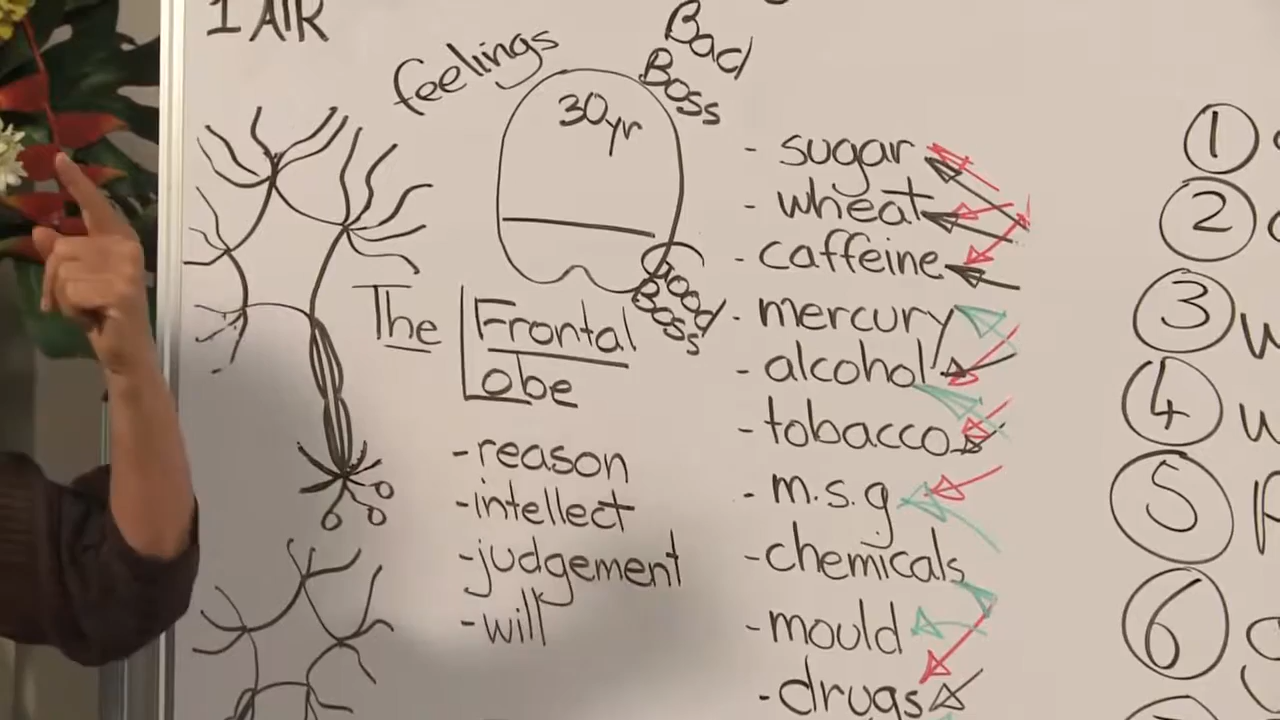 1 AIR
feelings
Bad
Boss
30yr
Good
Boss
The Frontal
Lobe
- reason
- intellect
- judgement
- will
- sugar
- wheat
- caffeine
- mercury
- alcohol
- tobacco
- m.s.g
- chemicals
- mould
- drugs
1
2
3 w
4 w
5
6